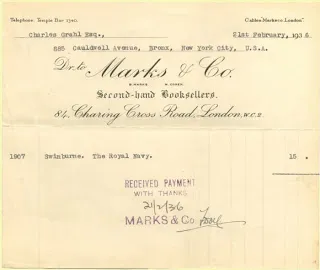 Telephone Temple Bar 1710.
Cables Markers, London.
Charles Grahl Esq.,
21st February, 1936
885 Cauldwell Avenue, Bronx, New York City, U.S.A.
Dr. to
Marks & Co.
Second-hand Booksellers.
84, Charing Cross Road, London, W.C.2
1907 Swinburne. The Royal Navy. 15
RECEIVED PAYMENT
WITH THANKS
21/2/36
MARKS & Co